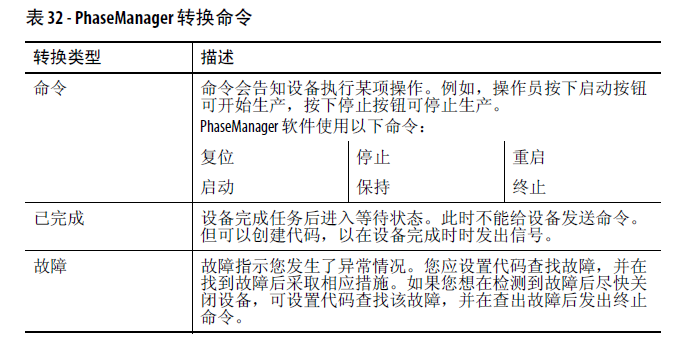 表 32 - PhaseManager 转换命令
转换类型 描述
命令 命令会告知设备执行某项操作。例如，操作员按下启动按钮
可开始生产，按下停止按钮可停止生产。
PhaseManager 软件使用以下命令：
复位 停止 重启
启动 保持 终止
已完成 设备完成任务后进入等待状态。此时不能给设备发送命令。
但可以创建代码，以在设备完成时时发出信号。
故障 故障指示您发生了异常情况。您应设置代码查找故障，并在
找到故障后采取相应措施。如果您想在检测到故障后尽快关
闭设备，可设置代码查找该故障，并在查出故障后发出终止
命令。